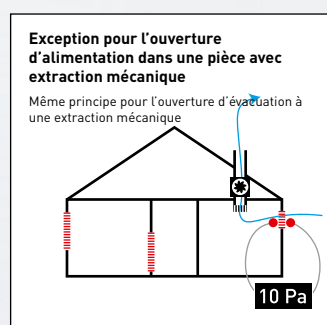 Exception pour l'ouverture
d'alimentation dans une pièce avec
extraction mécanique
Même principe pour l'ouverture d'évacuation à
une extraction mécanique
10 Pa